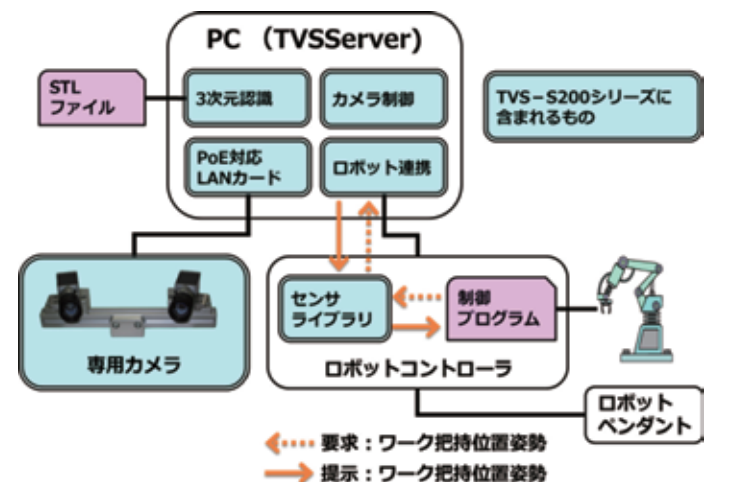 PC （TVSServer)
STL
ファイル
3次元認識
カメラ制御
TVS－S200シリーズに
含まれるもの
PoE対応
LANカード
ロボット連携
センサ
ライブラリ
制御
プログラム
専用カメラ
ロボットコントローラ
ロボット
ペンダント
要求：ワーク把持位置姿勢
提示：ワーク把持位置姿勢